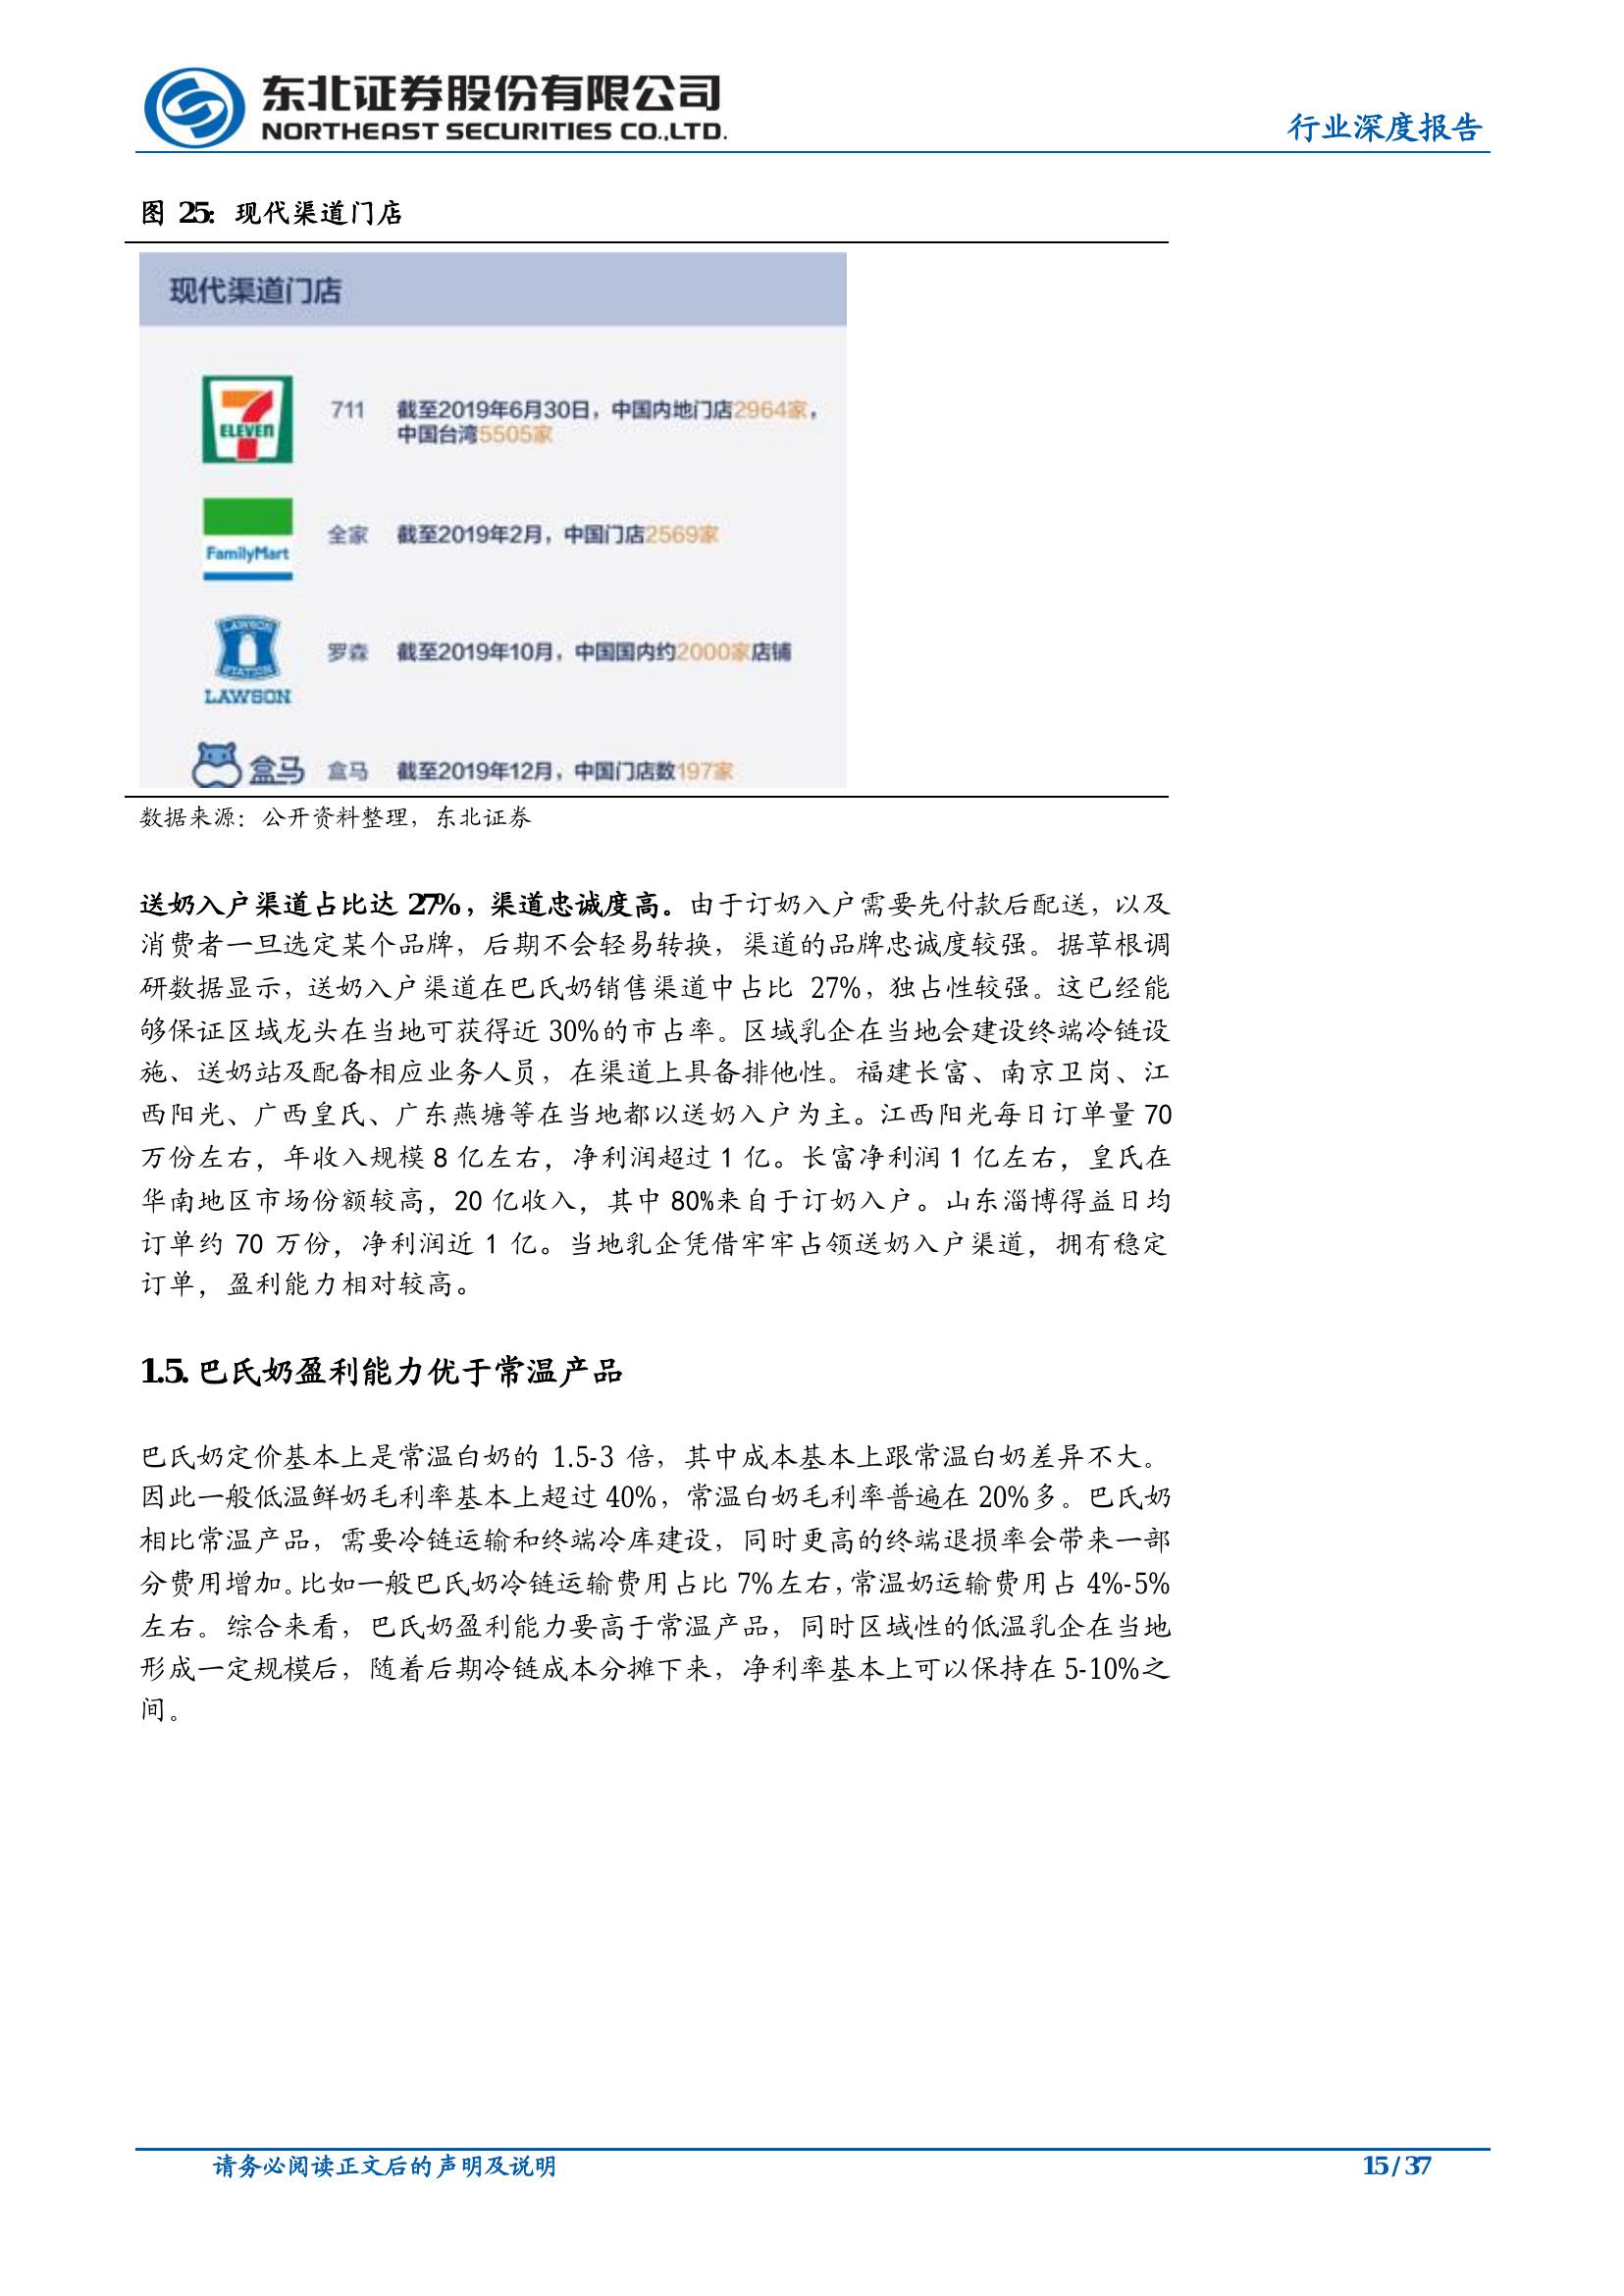 东北证券股份有限公司
NORTHEAST SECURITIES CO.,LTD.
行业深度报告
图 25：现代渠道门店
现代渠道门店
7 ELEVEn
711 截至2019年6月30日，中国内地门店2964家，
中国台湾5505家
FamilyMart
全家 截至2019年2月，中国门店2569家
LAWSON
STATION
LAWSON
罗森 截至2019年10月，中国国内约2000家店铺
盒马 盒马 截至2019年12月，中国门店数197家
数据来源：公开资料整理，东北证券
送奶入户渠道占比达 27%，渠道忠诚度高。由于订奶入户需要先付款后配送，以及
消费者一旦选定某个品牌，后期不会轻易转换，渠道的品牌忠诚度较强。据草根调
研数据显示，送奶入户渠道在巴氏奶销售渠道中占比 27%，独占性较强。这已经能
够保证区域龙头在当地可获得近 30%的市占率。区域乳企在当地会建设终端冷链设
施、送奶站及配备相应业务人员，在渠道上具备排他性。福建长富、南京卫岗、江
西阳光、广西皇氏、广东燕塘等在当地都以送奶入户为主。江西阳光每日订单量 70
万份左右，年收入规模 8 亿左右，净利润超过 1 亿。长富净利润 1 亿左右，皇氏在
华南地区市场份额较高，20 亿收入，其中 80%来自于订奶入户。山东淄博得益日均
订单约 70 万份，净利润近 1 亿。当地乳企凭借牢牢占领送奶入户渠道，拥有稳定
订单，盈利能力相对较高。
1.5. 巴氏奶盈利能力优于常温产品
巴氏奶定价基本上是常温白奶的 1.5-3 倍，其中成本基本上跟常温白奶差异不大。
因此一般低温鲜奶毛利率基本上超过 40%，常温白奶毛利率普遍在 20%多。巴氏奶
相比常温产品，需要冷链运输和终端冷库建设，同时更高的终端退损率会带来一部
分费用增加。比如一般巴氏奶冷链运输费用占比 7%左右，常温奶运输费用占 4%-5%
左右。综合来看，巴氏奶盈利能力要高于常温产品，同时区域性的低温乳企在当地
形成一定规模后，随着后期冷链成本分摊下来，净利率基本上可以保持在 5-10%之
间。
请务必阅读正文后的声明及说明
15 / 37